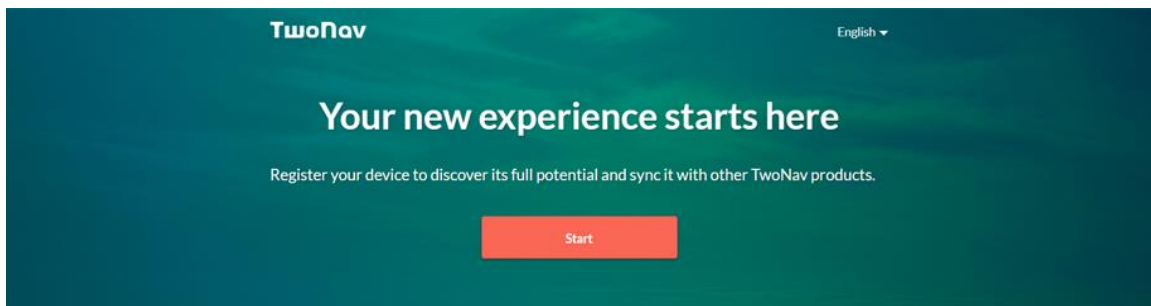 TwoNav
English
Your new experience starts here
Register your device to discover its full potential and sync it with other TwoNav products.
Start